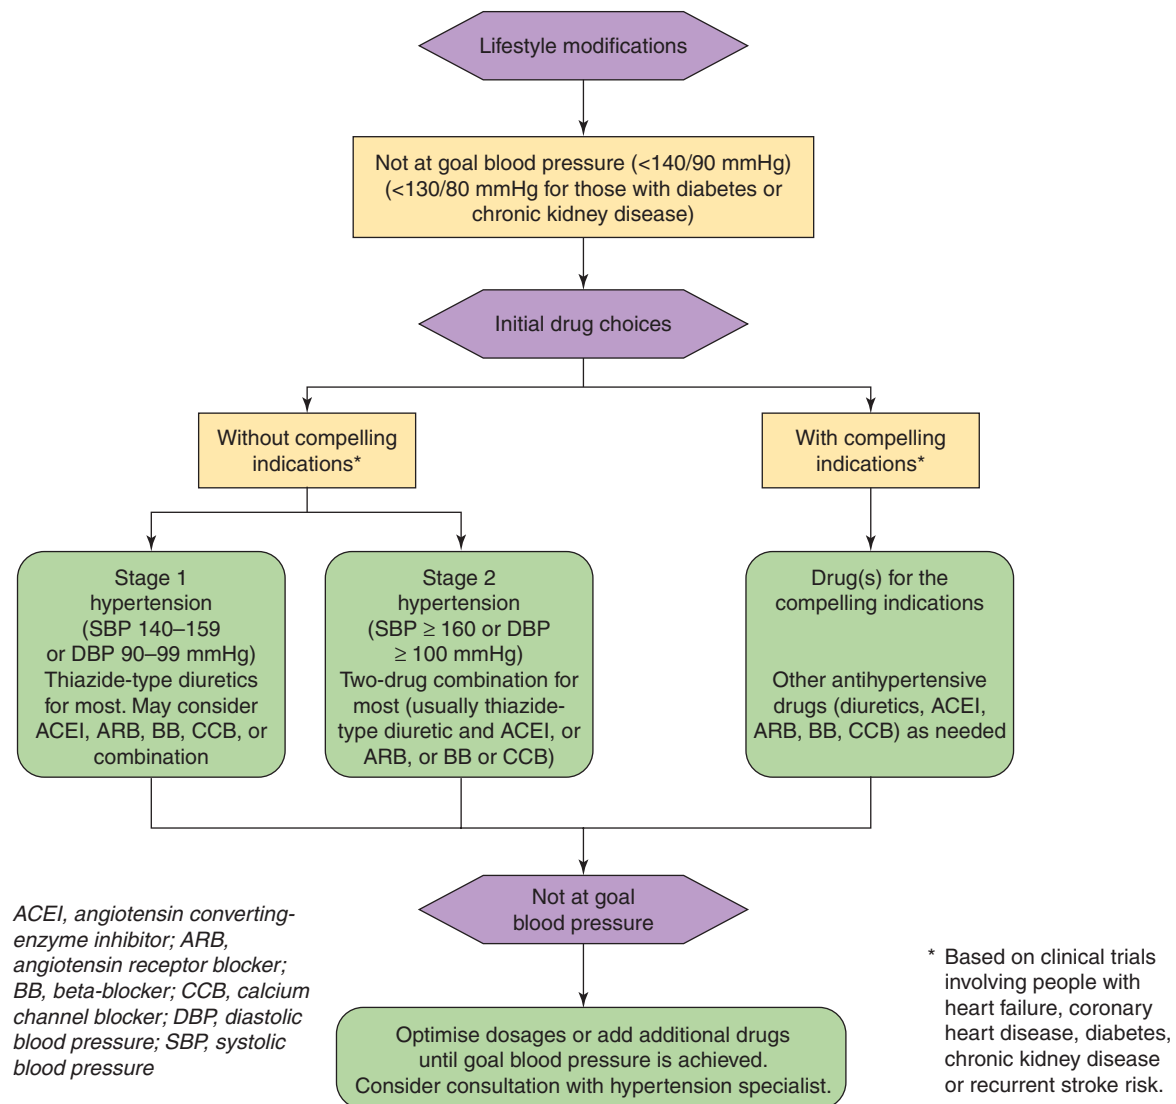 Lifestyle modifications
Not at goal blood pressure (<140/90 mmHg)
(<130/80 mmHg for those with diabetes or
chronic kidney disease)
Initial drug choices
Without compelling
indications*
With compelling
indications*
Stage 1
hypertension
(SBP 140–159
or DBP 90–99 mmHg)
Thiazide-type diuretics
for most. May consider
ACEI, ARB, BB, CCB, or
combination
Stage 2
hypertension
(SBP ≥ 160 or DBP
≥ 100 mmHg)
Two-drug combination for
most (usually thiazide-
type diuretic and ACEI, or
ARB, or BB or CCB)
Drug(s) for the
compelling indications
Other antihypertensive
drugs (diuretics, ACEI,
ARB, BB, CCB) as needed
Not at goal
blood pressure
ACEI, angiotensin converting-
enzyme inhibitor; ARB,
angiotensin receptor blocker;
BB, beta-blocker; CCB, calcium
channel blocker; DBP, diastolic
blood pressure; SBP, systolic
blood pressure
Optimise dosages or add additional drugs
until goal blood pressure is achieved.
Consider consultation with hypertension specialist.
* Based on clinical trials
involving people with
heart failure, coronary
heart disease, diabetes,
chronic kidney disease
or recurrent stroke risk.